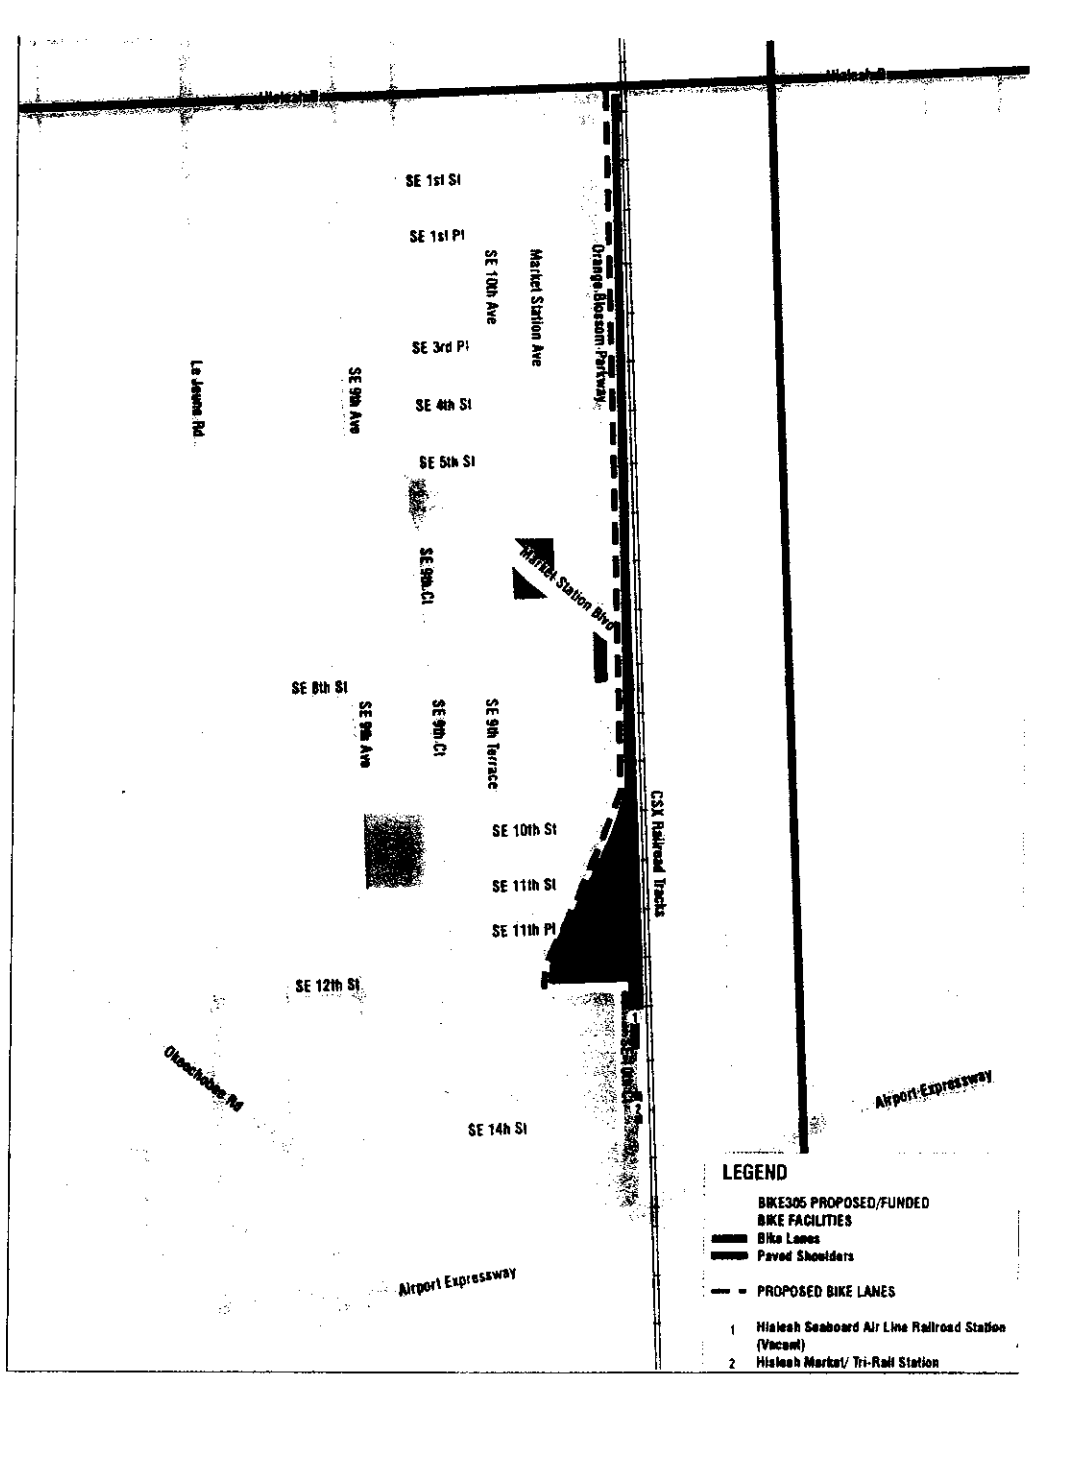 SE 1st St
SE 1st Pl
SE 10th Ave
Market Station Ave
Orange Blossom Parkway
SE 3rd Pl
Le Jeune Rd
SE 9th Ave
SE 4th St
SE 5th St
SE 9th Ct
Market Station Blvd
SE 8th St
SE 9th Ave
SE 9th Ct
SE 9th Terrace
CSX Railroad Tracks
SE 10th St
SE 11th St
SE 11th Pl
SE 12th St
1
Okeechobee Rd
2
Airport Expressway
SE 14h St
Airport Expressway
LEGEND
BIKE305 PROPOSED/FUNDED
BIKE FACILITIES
Bike Lanes
Paved Shoulders
PROPOSED BIKE LANES
1 Hialeah Seaboard Air Line Railroad Station
(Vacant)
2 Hialeah Market/ Tri-Rail Station